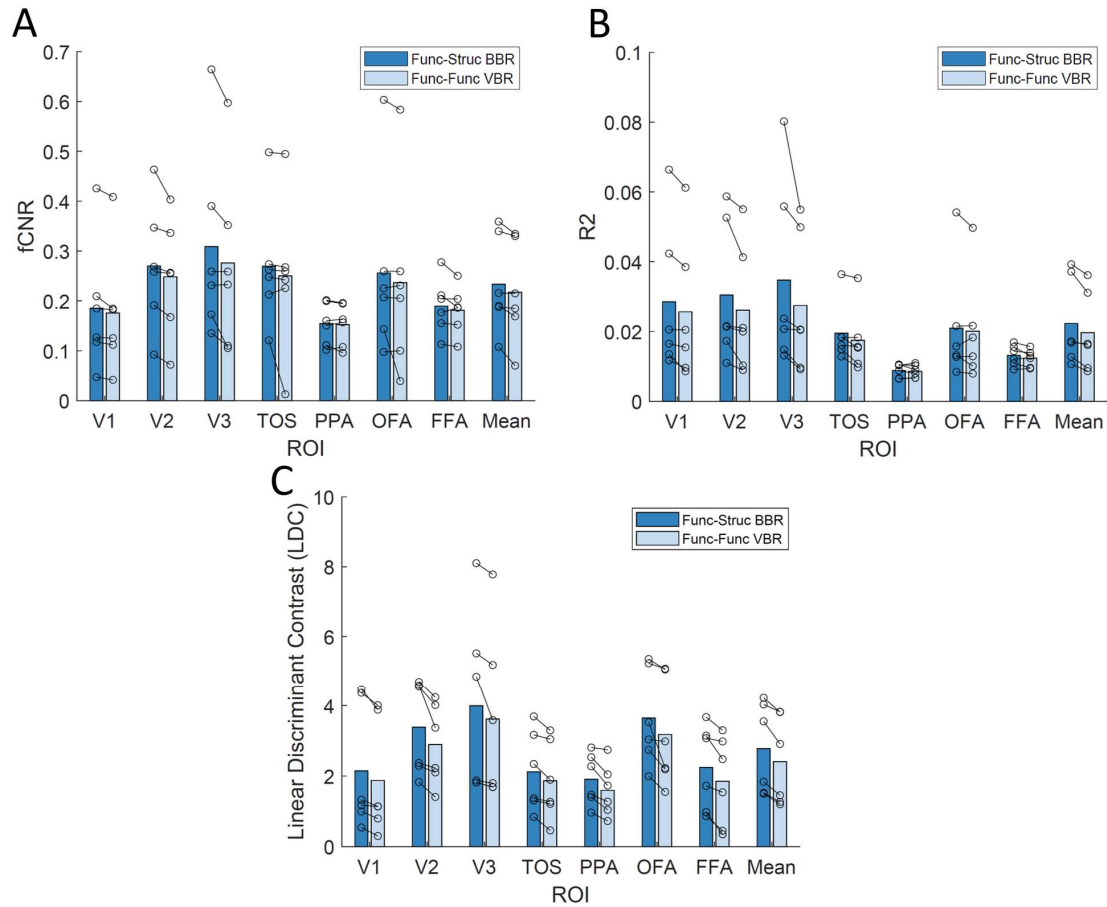 A
fCNR
0.7
0.6
0.5
0.4
0.3
0.2
0.1
0
Func-Struc BBR
Func-Func VBR
V1 V2 V3 TOS PPA OFA FFA Mean
ROI
B
R2
0.1
0.08
0.06
0.04
0.02
0
Func-Struc BBR
Func-Func VBR
V1 V2 V3 TOS PPA OFA FFA Mean
ROI
C
Linear Discriminant Contrast (LDC)
10
8
6
4
2
0
Func-Struc BBR
Func-Func VBR
V1 V2 V3 TOS PPA OFA FFA Mean
ROI